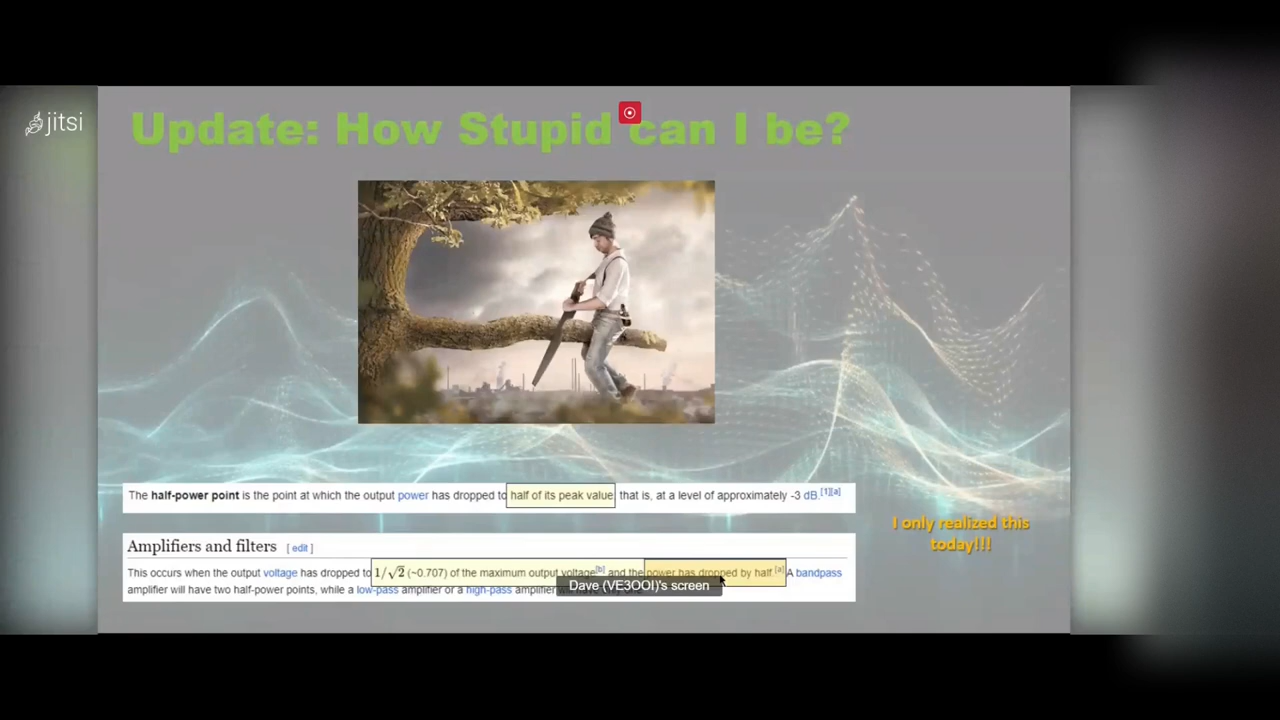 jitsi
Update: How Stupid can I be?
The half-power point is the point at which the output power has dropped to half of its peak value that is, at a level of approximately -3 dB.[1][a]
I only realized this
today!!!
Amplifiers and filters [ edit ]
This occurs when the output voltage has dropped to 1/√2 (~0.707) of the maximum output voltage[b] and the power has dropped by half.[a] A bandpass
amplifier will have two half-power points, while a low-pass amplifier or a high-pass amplifier
Dave (VE3OOI)'s screen